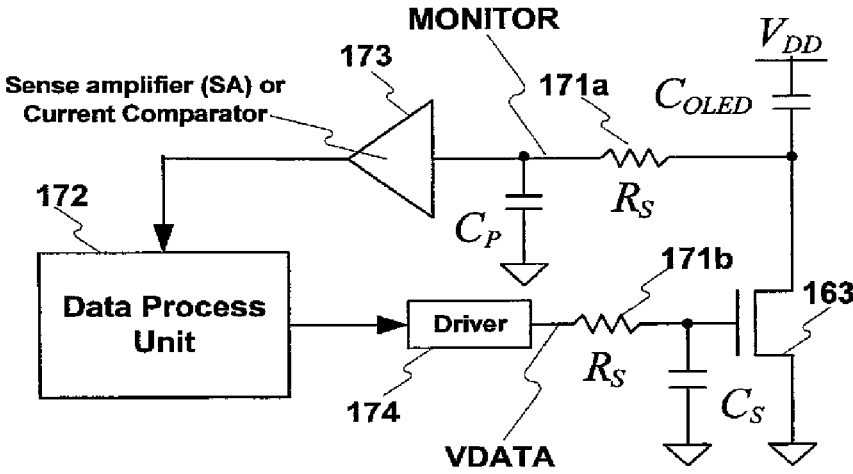 MONITOR
173
171a
V_DD
C_OLED
Sense amplifier (SA) or
Current Comparator
R_S
172
C_P
171b
163
Data Process
Unit
Driver
R_S
C_S
174
VDATA